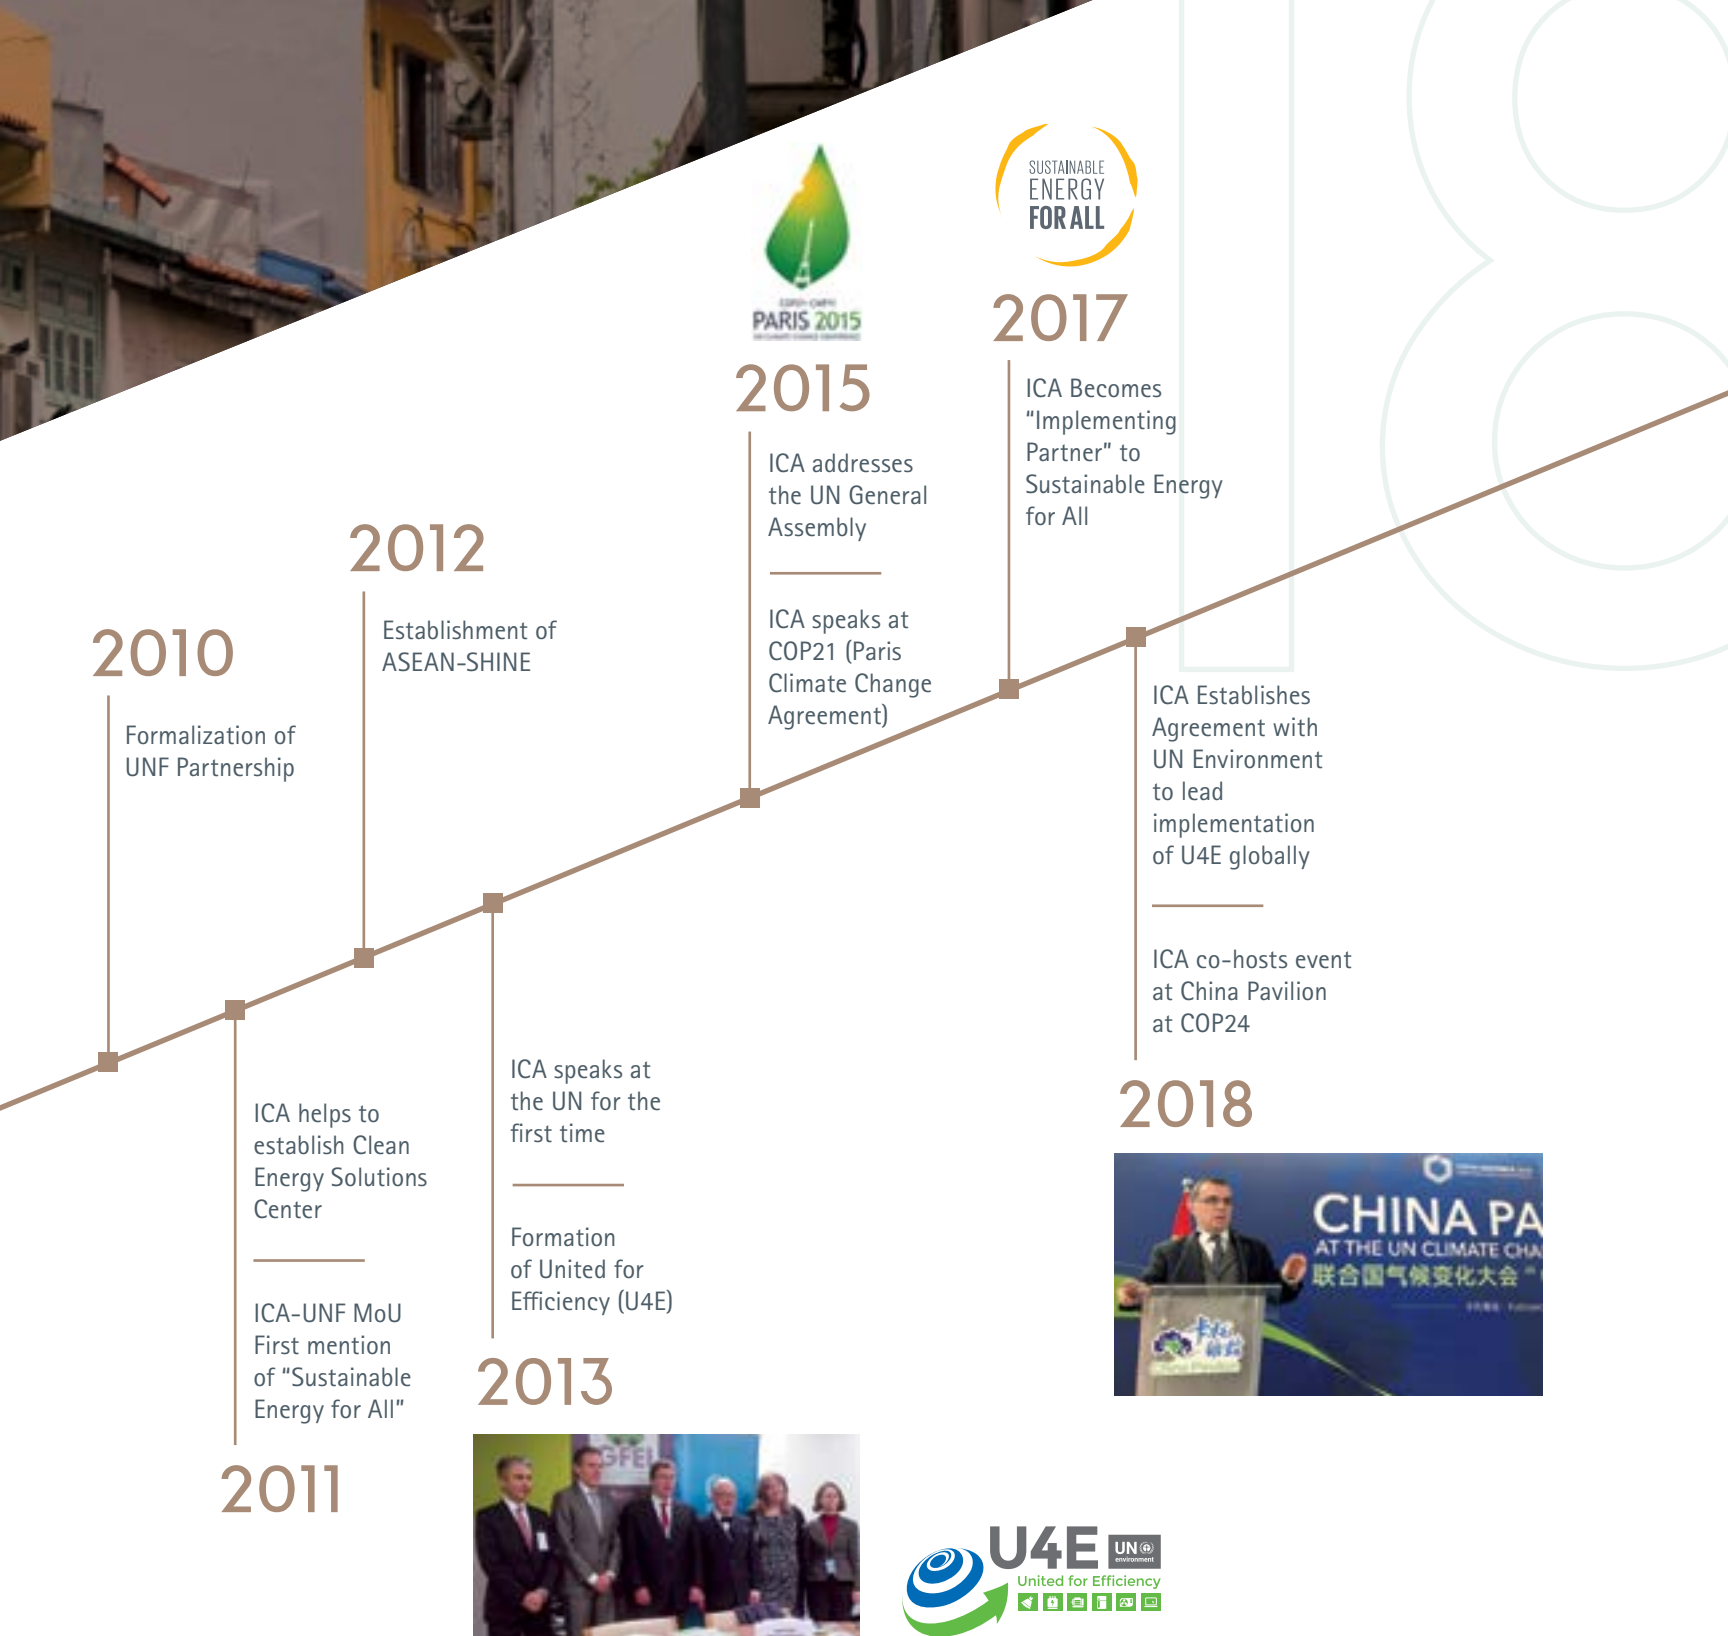 SUSTAINABLE
ENERGY
FOR ALL
PARIS 2015
2017
ICA Becomes
“Implementing
Partner” to
Sustainable Energy
for All
2015
ICA addresses
the UN General
Assembly
ICA speaks at
COP21 (Paris
Climate Change
Agreement)
2012
Establishment of
ASEAN-SHINE
2010
Formalization of
UNF Partnership
18
ICA Establishes
Agreement with
UN Environment
to lead
implementation
of U4E globally
ICA co-hosts event
at China Pavilion
at COP24
2018
CHINA PA
AT THE UN CLIMATE CHA
联合国气候变化大会
ICA helps to
establish Clean
Energy Solutions
Center
ICA-UNF MoU
First mention
of “Sustainable
Energy for All”
2011
ICA speaks at
the UN for the
first time
Formation
of United for
Efficiency (U4E)
2013
GFEI
U4E UN
environment
United for Efficiency